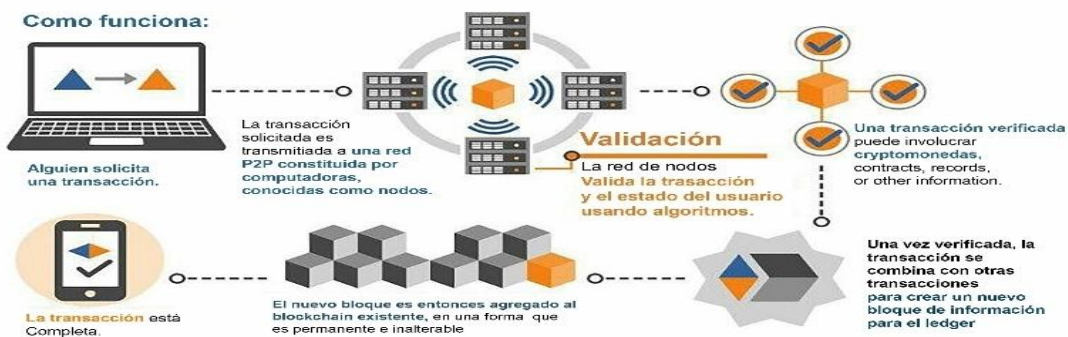 Como funciona:
Alguien solicita
una transacción.
La transacción
solicitada es
transmitiada a una red
P2P constituida por
computadoras,
conocidas como nodos.
Validación
La red de nodos
Valida la trasacción
y el estado del usuario
usando algoritmos.
Una transacción verificada
puede involucrar
cryptomonedas,
contracts, records,
or other information.
Una vez verificada, la
transacción se
combina con otras
transacciones
para crear un nuevo
bloque de información
para el ledger
El nuevo bloque es entonces agregado al
blockchain existente, en una forma que
es permanente e inalterable
La transacción está
Completa.